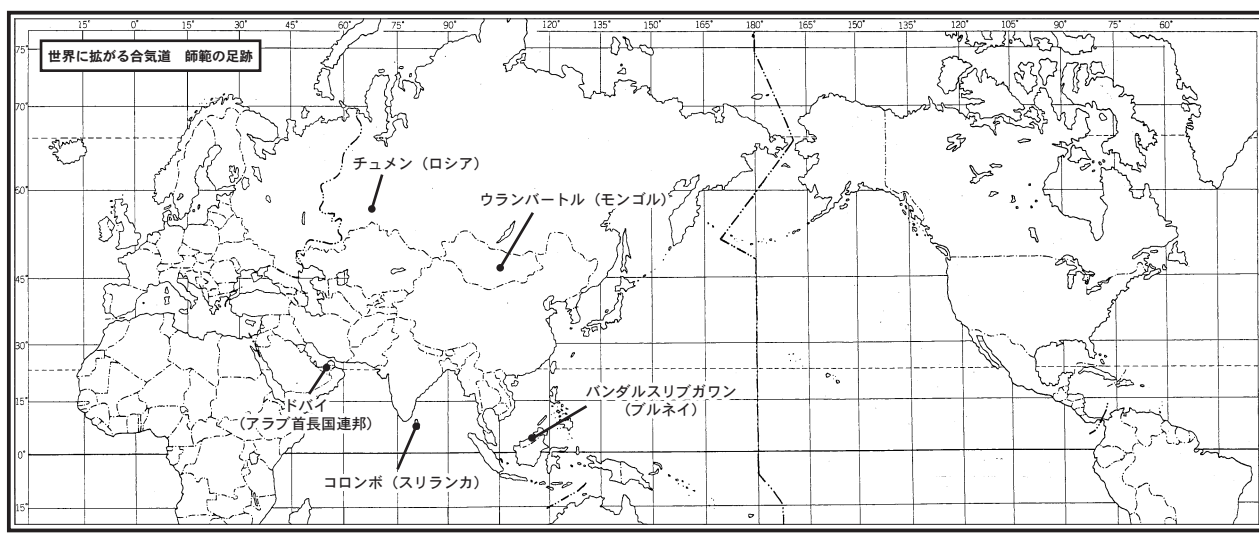 15° 0° 15° 30° 45° 60° 75° 90° 105° 120° 135° 150° 165° 180° 165° 150° 135° 120° 105° 90° 75° 60°
世界に拡がる合気道　師範の足跡
75°
70°
チュメン（ロシア）
60°
ウランバートル（モンゴル）
45°
30°
15°
バンダルスリブガワン
（ブルネイ）
ドバイ
（アラブ首長国連邦）
0°
コロンボ（スリランカ）
15°